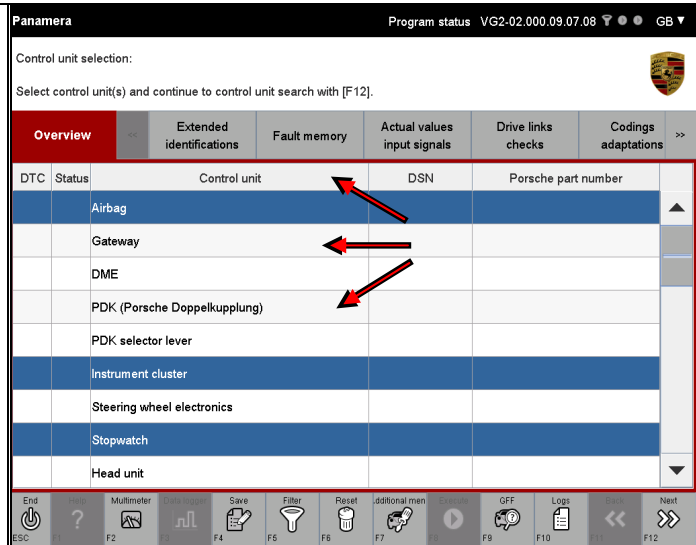 Panamera Program status VG2-02.000.09.07.08 GB
Control unit selection:
Select control unit(s) and continue to control unit search with [F12].
Overview << Extended identifications Fault memory Actual values input signals Drive links checks Codings adaptations >>
DTC Status Control unit DSN Porsche part number
Airbag
Gateway
DME
PDK (Porsche Doppelkupplung)
PDK selector lever
Instrument cluster
Steering wheel electronics
Stopwatch
Head unit
End Help Multimeter Data logger Save Filter Reset dditional men Execute GFF Logs Back Next
ESC F1 F2 F3 F4 F5 F6 F7 F8 F9 F10 F11 F12